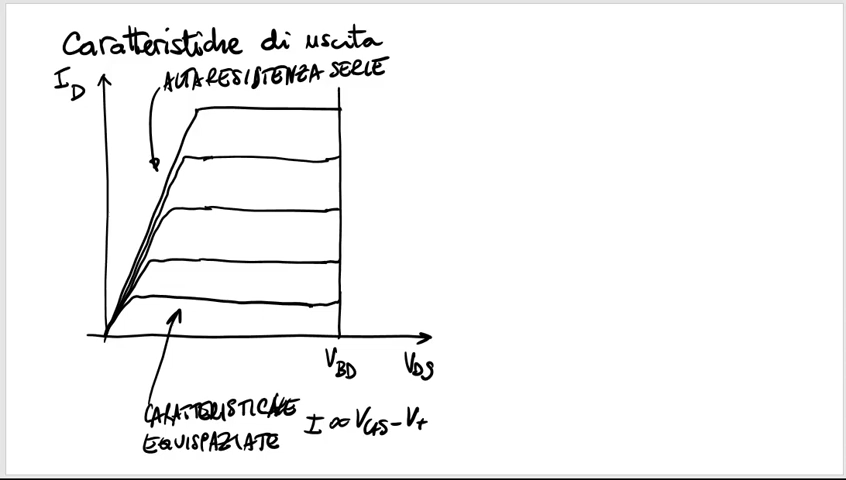 Caratteristiche di uscita
I_D
ALTA RESISTENZA SERIE
V_BD
V_DS
CARATTERISTICHE
EQUISPAZIATE
I ∝ V_GS - V_t